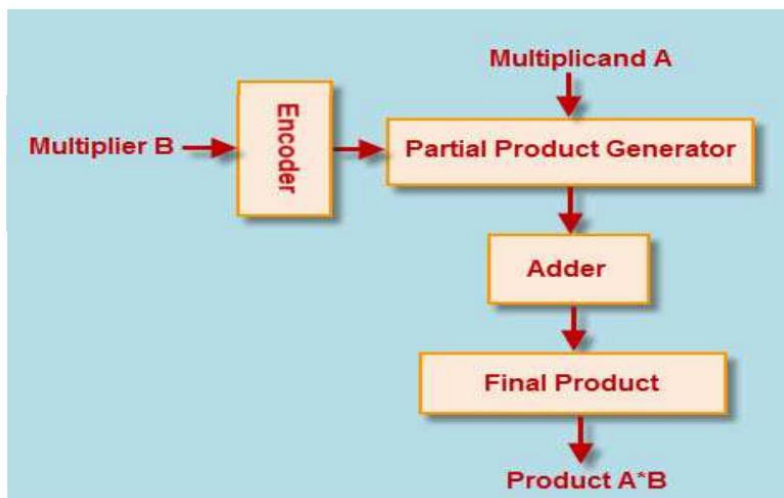 Multiplicand A
Multiplier B
Encoder
Partial Product Generator
Adder
Final Product
Product A*B